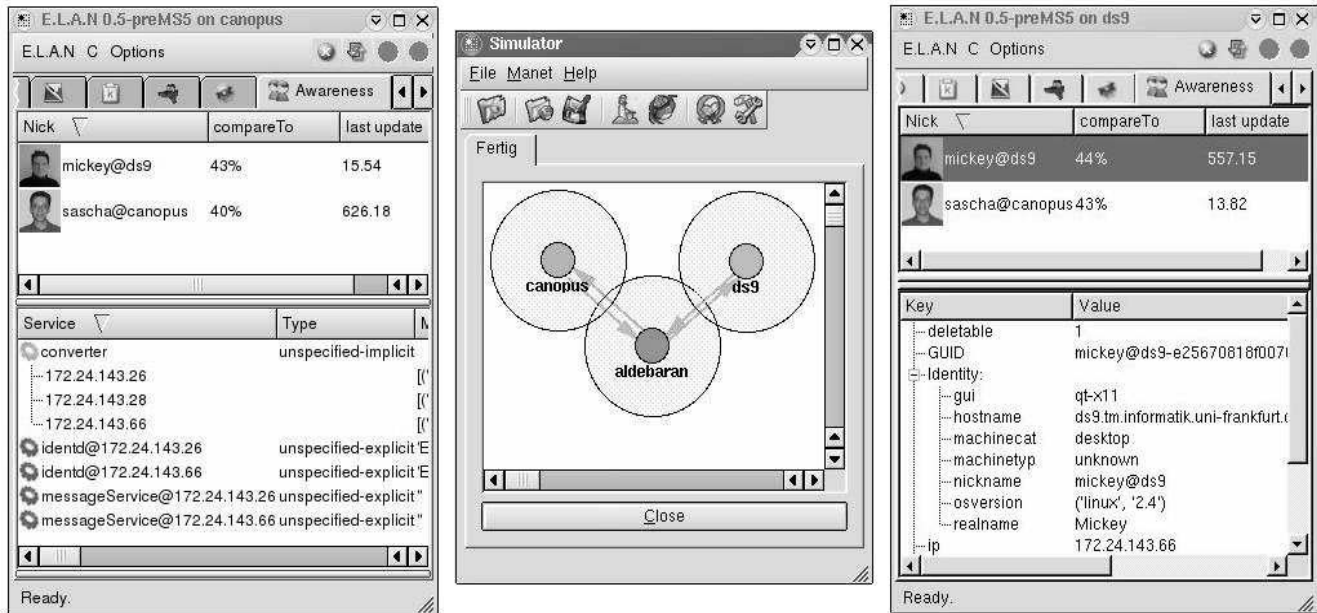 E.L.A.N 0.5-preMS5 on canopus
E.L.A.N C Options
Awareness
Nick compareTo last update
mickey@ds9 43% 15.54
sascha@canopus 40% 626.18
Service Type
converter unspecified-implicit
172.24.143.26 [('
172.24.143.28 [('
172.24.143.66 [('
identd@172.24.143.26 unspecified-explicit 'E
identd@172.24.143.66 unspecified-explicit 'E
messageService@172.24.143.26 unspecified-explicit "
messageService@172.24.143.66 unspecified-explicit "
Ready.
Simulator
File Manet Help
Fertig
canopus
ds9
aldebaran
Close
E.L.A.N 0.5-preMS5 on ds9
E.L.A.N C Options
Awareness
Nick compareTo last update
mickey@ds9 44% 557.15
sascha@canopus 43% 13.82
Key Value
deletable 1
GUID mickey@ds9-e25670818f007
Identity:
gui qt-x11
hostname ds9.tm.informatik.uni-frankfurt.
machinecat desktop
machinetyp unknown
nickname mickey@ds9
osversion ('linux', '2.4')
realname Mickey
ip 172.24.143.66
Ready.